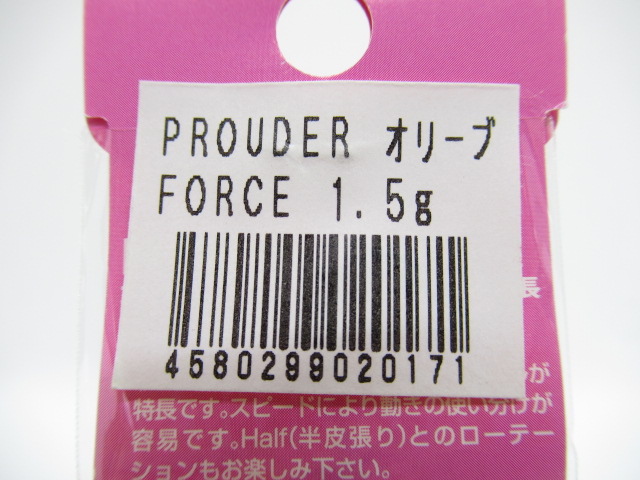 PROUDER オリーブ
FORCE 1.5g
4580299020171
長
が
特長です。スピードにより動きの使い分けが
容易です。Half(半皮張り)とのローテー
ションもお楽しみ下さい。